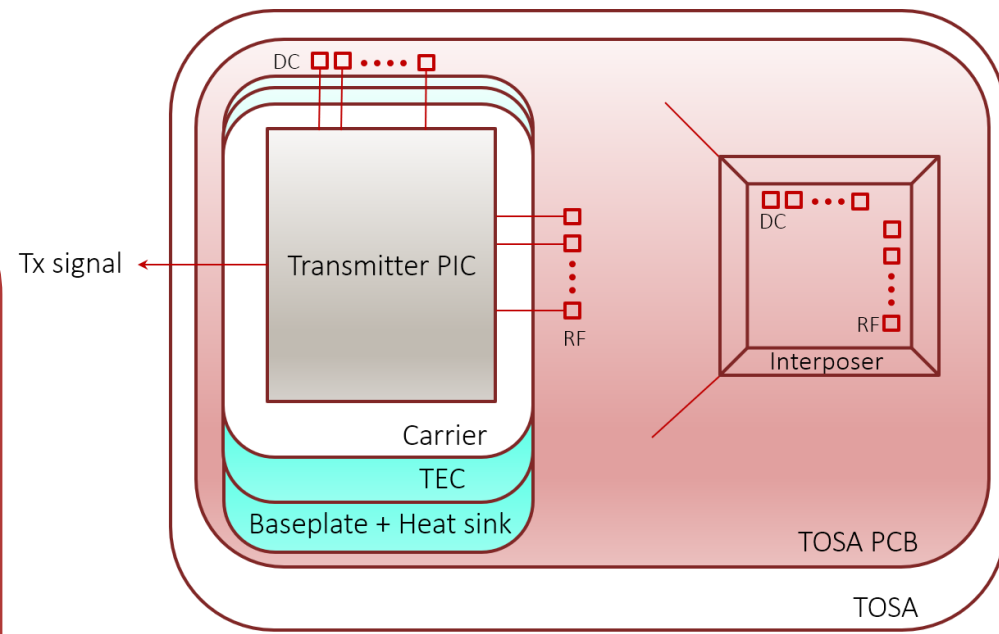 DC
DC
Tx signal
Transmitter PIC
RF
RF
Interposer
Carrier
TEC
Baseplate + Heat sink
TOSA PCB
TOSA